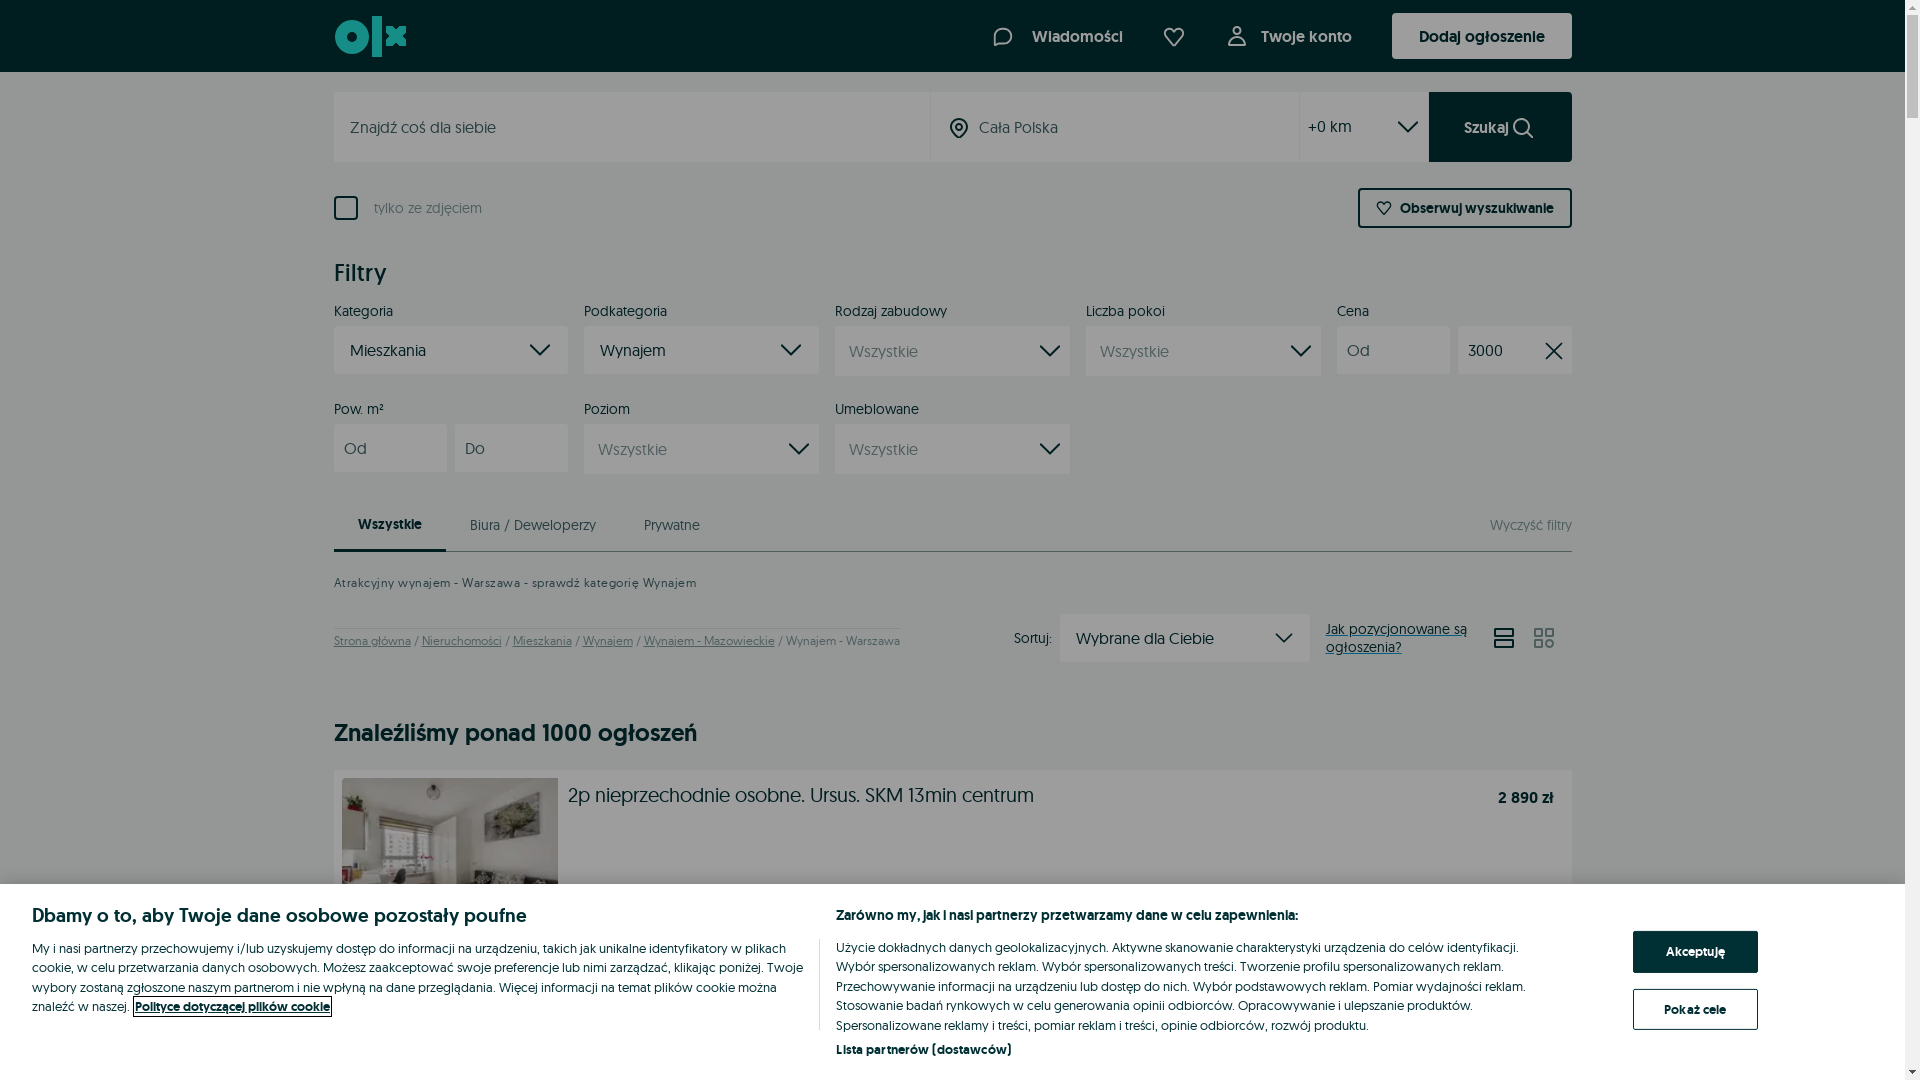 olx
Wiadomości
Twoje konto
Dodaj ogłoszenie
Znajdź coś dla siebie
Cała Polska
+0 km
Szukaj
tylko ze zdjęciem
Obserwuj wyszukiwanie
Filtry
Kategoria
Podkategoria
Rodzaj zabudowy
Liczba pokoi
Cena
Mieszkania
Wynajem
Wszystkie
Wszystkie
Od
3000
Pow. m²
Poziom
Umeblowane
Od
Do
Wszystkie
Wszystkie
Wszystkie
Biura / Deweloperzy
Prywatne
Wyczyść filtry
Atrakcyjny wynajem - Warszawa - sprawdź kategorię Wynajem
Strona główna / Nieruchomości / Mieszkania / Wynajem / Wynajem - Mazowieckie / Wynajem - Warszawa
Sortuj:
Wybrane dla Ciebie
Jak pozycjonowane są
ogłoszenia?
Znaleźliśmy ponad 1000 ogłoszeń
2p nieprzechodnie osobne. Ursus. SKM 13min centrum
2 890 zł
Dbamy o to, aby Twoje dane osobowe pozostały poufne
My i nasi partnerzy przechowujemy i/lub uzyskujemy dostęp do informacji na urządzeniu, takich jak unikalne identyfikatory w plikach
cookie, w celu przetwarzania danych osobowych. Możesz zaakceptować swoje preferencje lub nimi zarządzać, klikając poniżej. Twoje
wybory zostaną zgłoszone naszym partnerom i nie wpłyną na dane przeglądania. Więcej informacji na temat plików cookie można
znaleźć w naszej. Polityce dotyczącej plików cookie
Zarówno my, jak i nasi partnerzy przetwarzamy dane w celu zapewnienia:
Użycie dokładnych danych geolokalizacyjnych. Aktywne skanowanie charakterystyki urządzenia do celów identyfikacji.
Wybór spersonalizowanych reklam. Wybór spersonalizowanych treści. Tworzenie profilu spersonalizowanych reklam.
Przechowywanie informacji na urządzeniu lub dostęp do nich. Wybór podstawowych reklam. Pomiar wydajności reklam.
Stosowanie badań rynkowych w celu generowania opinii odbiorców. Opracowywanie i ulepszanie produktów.
Spersonalizowane reklamy i treści, pomiar reklam i treści, opinie odbiorców, rozwój produktu.
Lista partnerów (dostawców)
Akceptuję
Pokaż cele